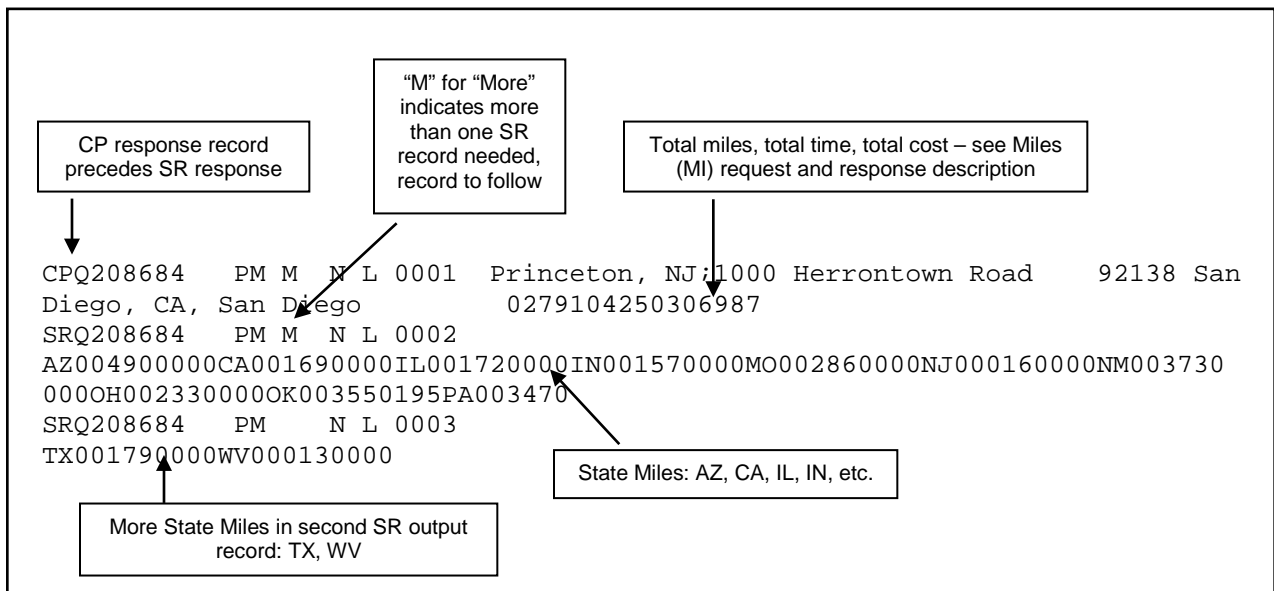 “M” for “More”
indicates more
than one SR
record needed,
record to follow
CP response record
precedes SR response
Total miles, total time, total cost – see Miles
(MI) request and response description
CPQ208684   PM M  N L 0001  Princeton, NJ;1000 Herrontown Road    92138 San
Diego, CA, San Diego         0279104250306987
SRQ208684   PM M  N L 0002
AZ004900000CA001690000IL001720000IN001570000MO002860000NJ000160000NM003730
000OH002330000OK003550195PA003470
SRQ208684   PM    N L 0003
TX001790000WV000130000
State Miles: AZ, CA, IL, IN, etc.
More State Miles in second SR output
record: TX, WV